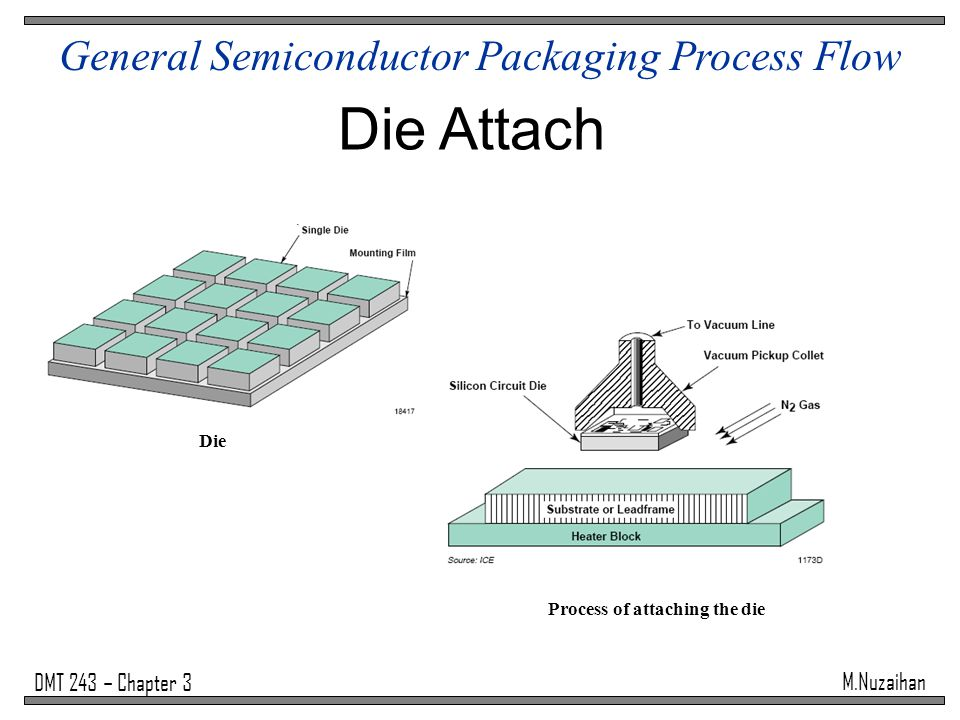 General Semiconductor Packaging Process Flow
Die Attach
Single Die
Mounting Film
18417
Die
To Vacuum Line
Vacuum Pickup Collet
Silicon Circuit Die
N2 Gas
Substrate or Leadframe
Heater Block
Source: ICE
1173D
Process of attaching the die
DMT 243 – Chapter 3
M.Nuzaihan